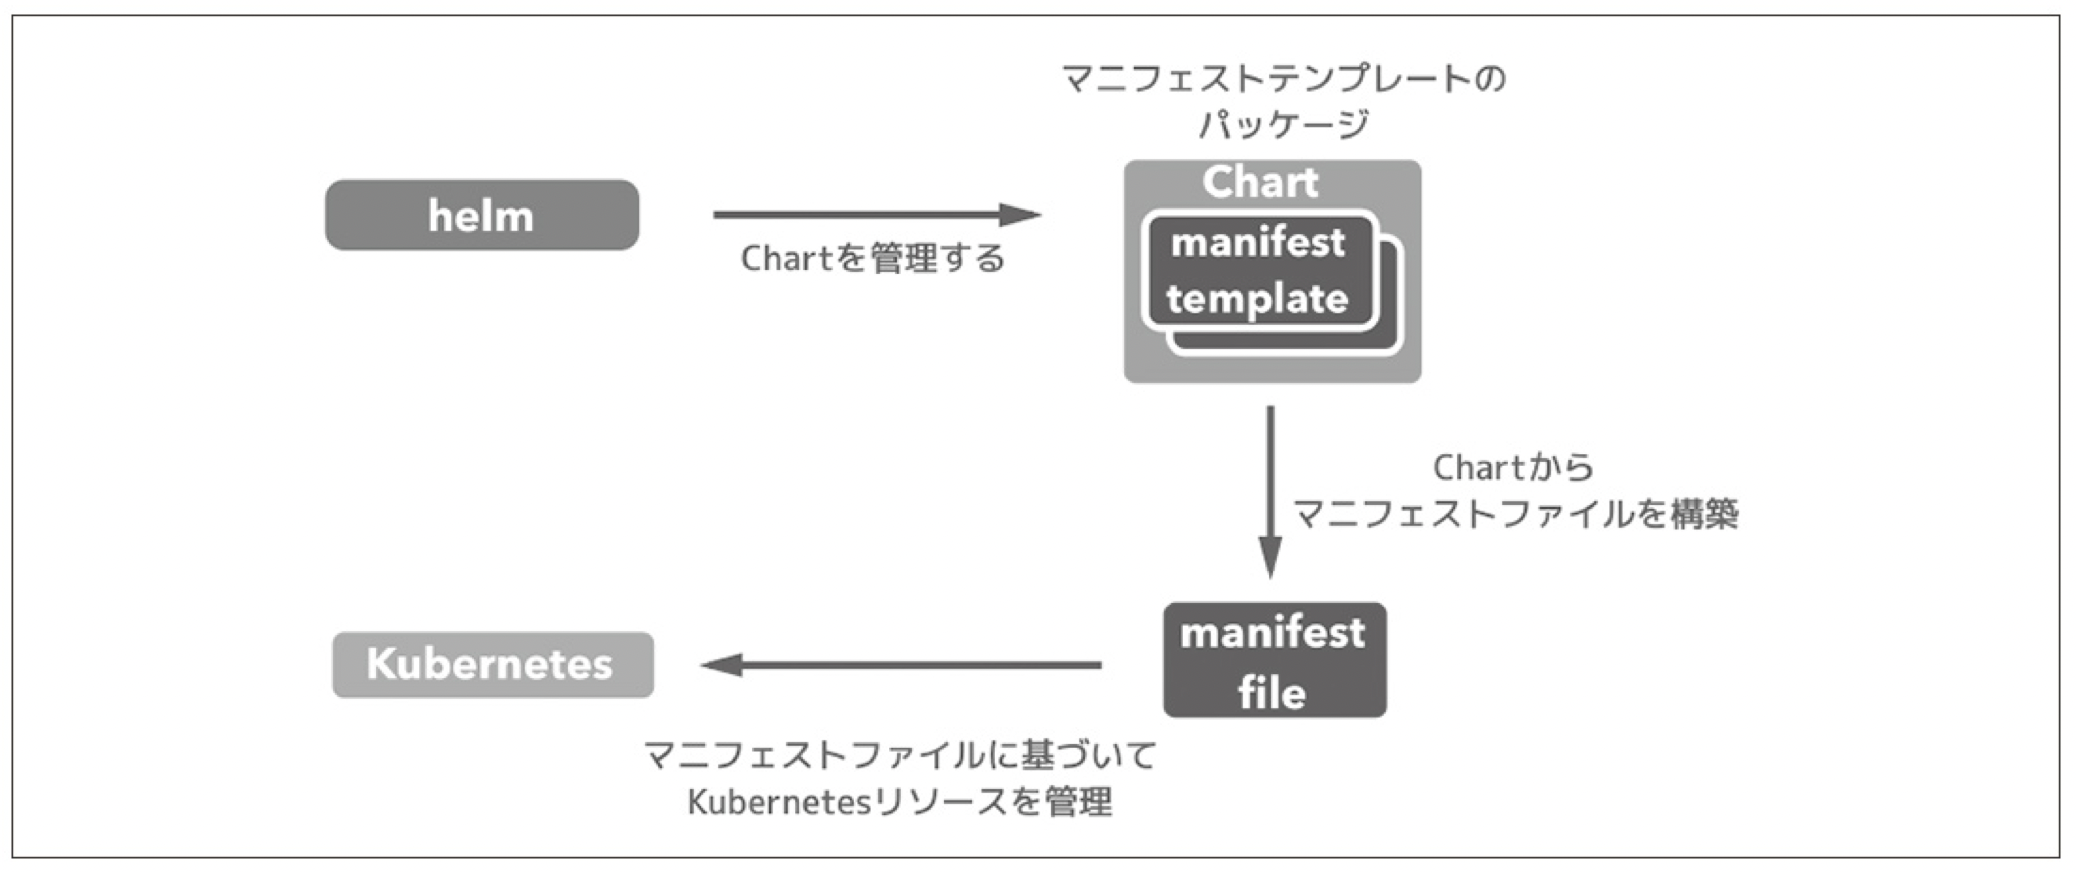 マニフェストテンプレートの
パッケージ
helm
Chartを管理する
Chart
manifest
template
Chartから
マニフェストファイルを構築
manifest
file
Kubernetes
マニフェストファイルに基づいて
Kubernetesリソースを管理